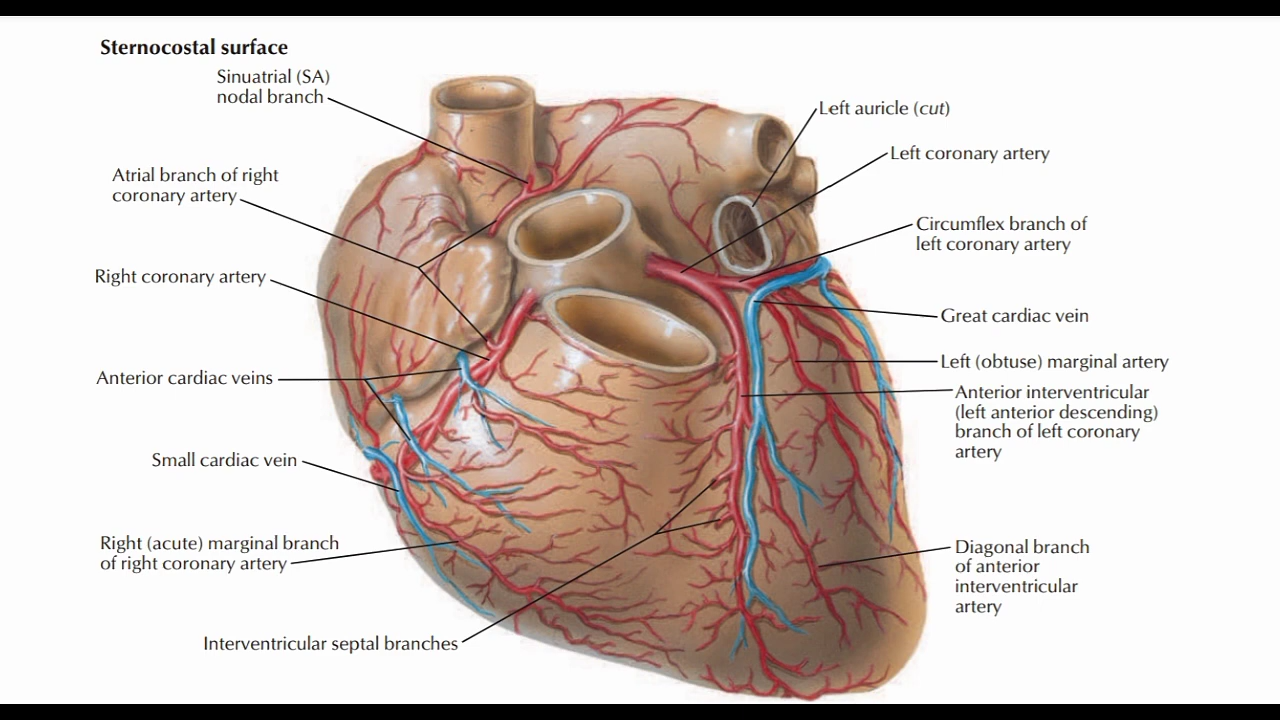 Sternocostal surface
Sinuatrial (SA)
nodal branch
Atrial branch of right
coronary artery
Right coronary artery
Anterior cardiac veins
Small cardiac vein
Right (acute) marginal branch
of right coronary artery
Interventricular septal branches
Left auricle (cut)
Left coronary artery
Circumflex branch of
left coronary artery
Great cardiac vein
Left (obtuse) marginal artery
Anterior interventricular
(left anterior descending)
branch of left coronary
artery
Diagonal branch
of anterior
interventricular
artery